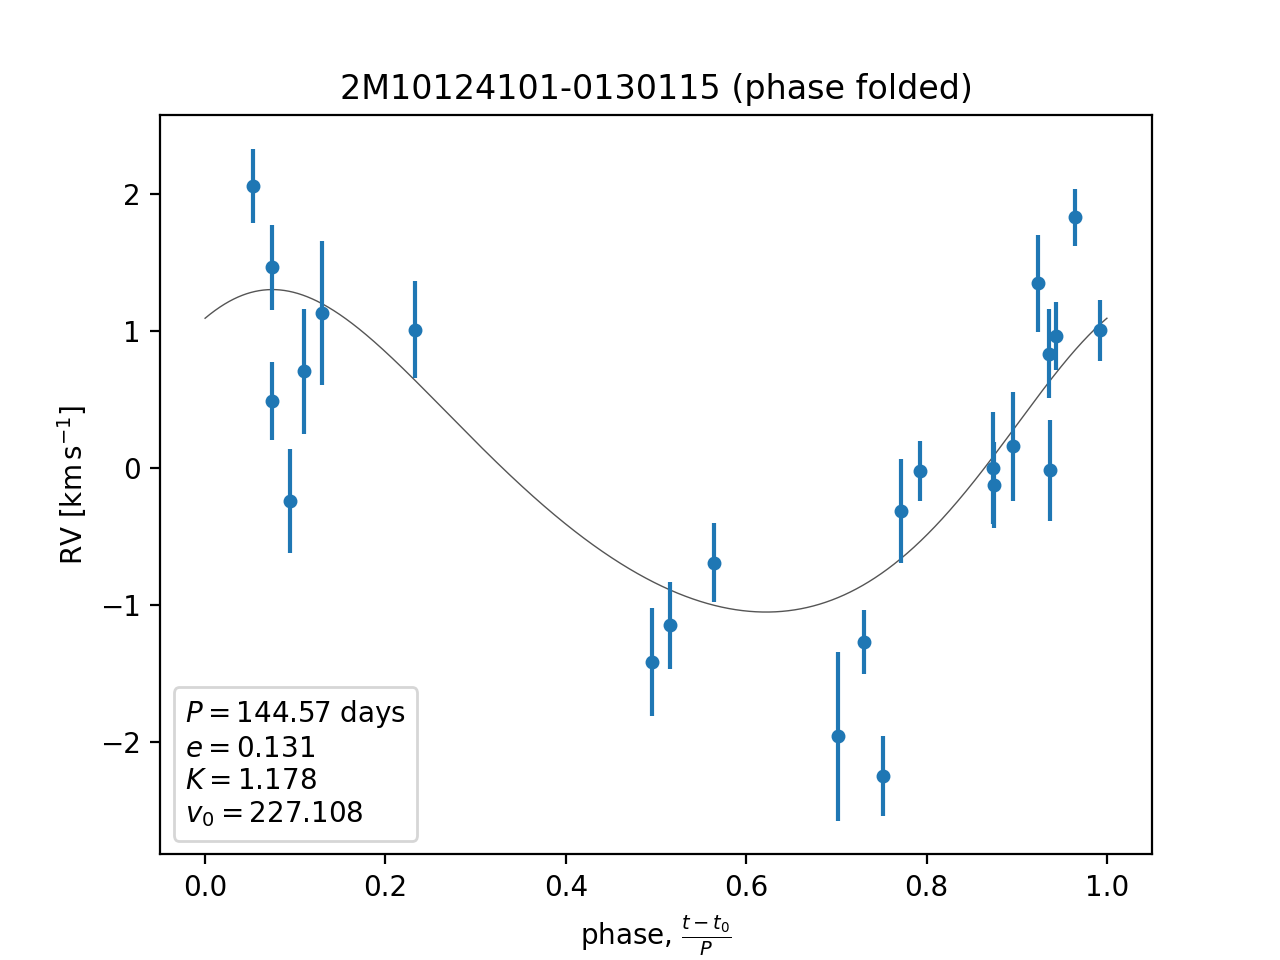 2M10124101-0130115 (phase folded)
RV [km s⁻¹]
2
1
0
−1
−2
P = 144.57 days
e = 0.131
K = 1.178
v₀ = 227.108
0.0 0.2 0.4 0.6 0.8 1.0
phase, (t − t₀)/P